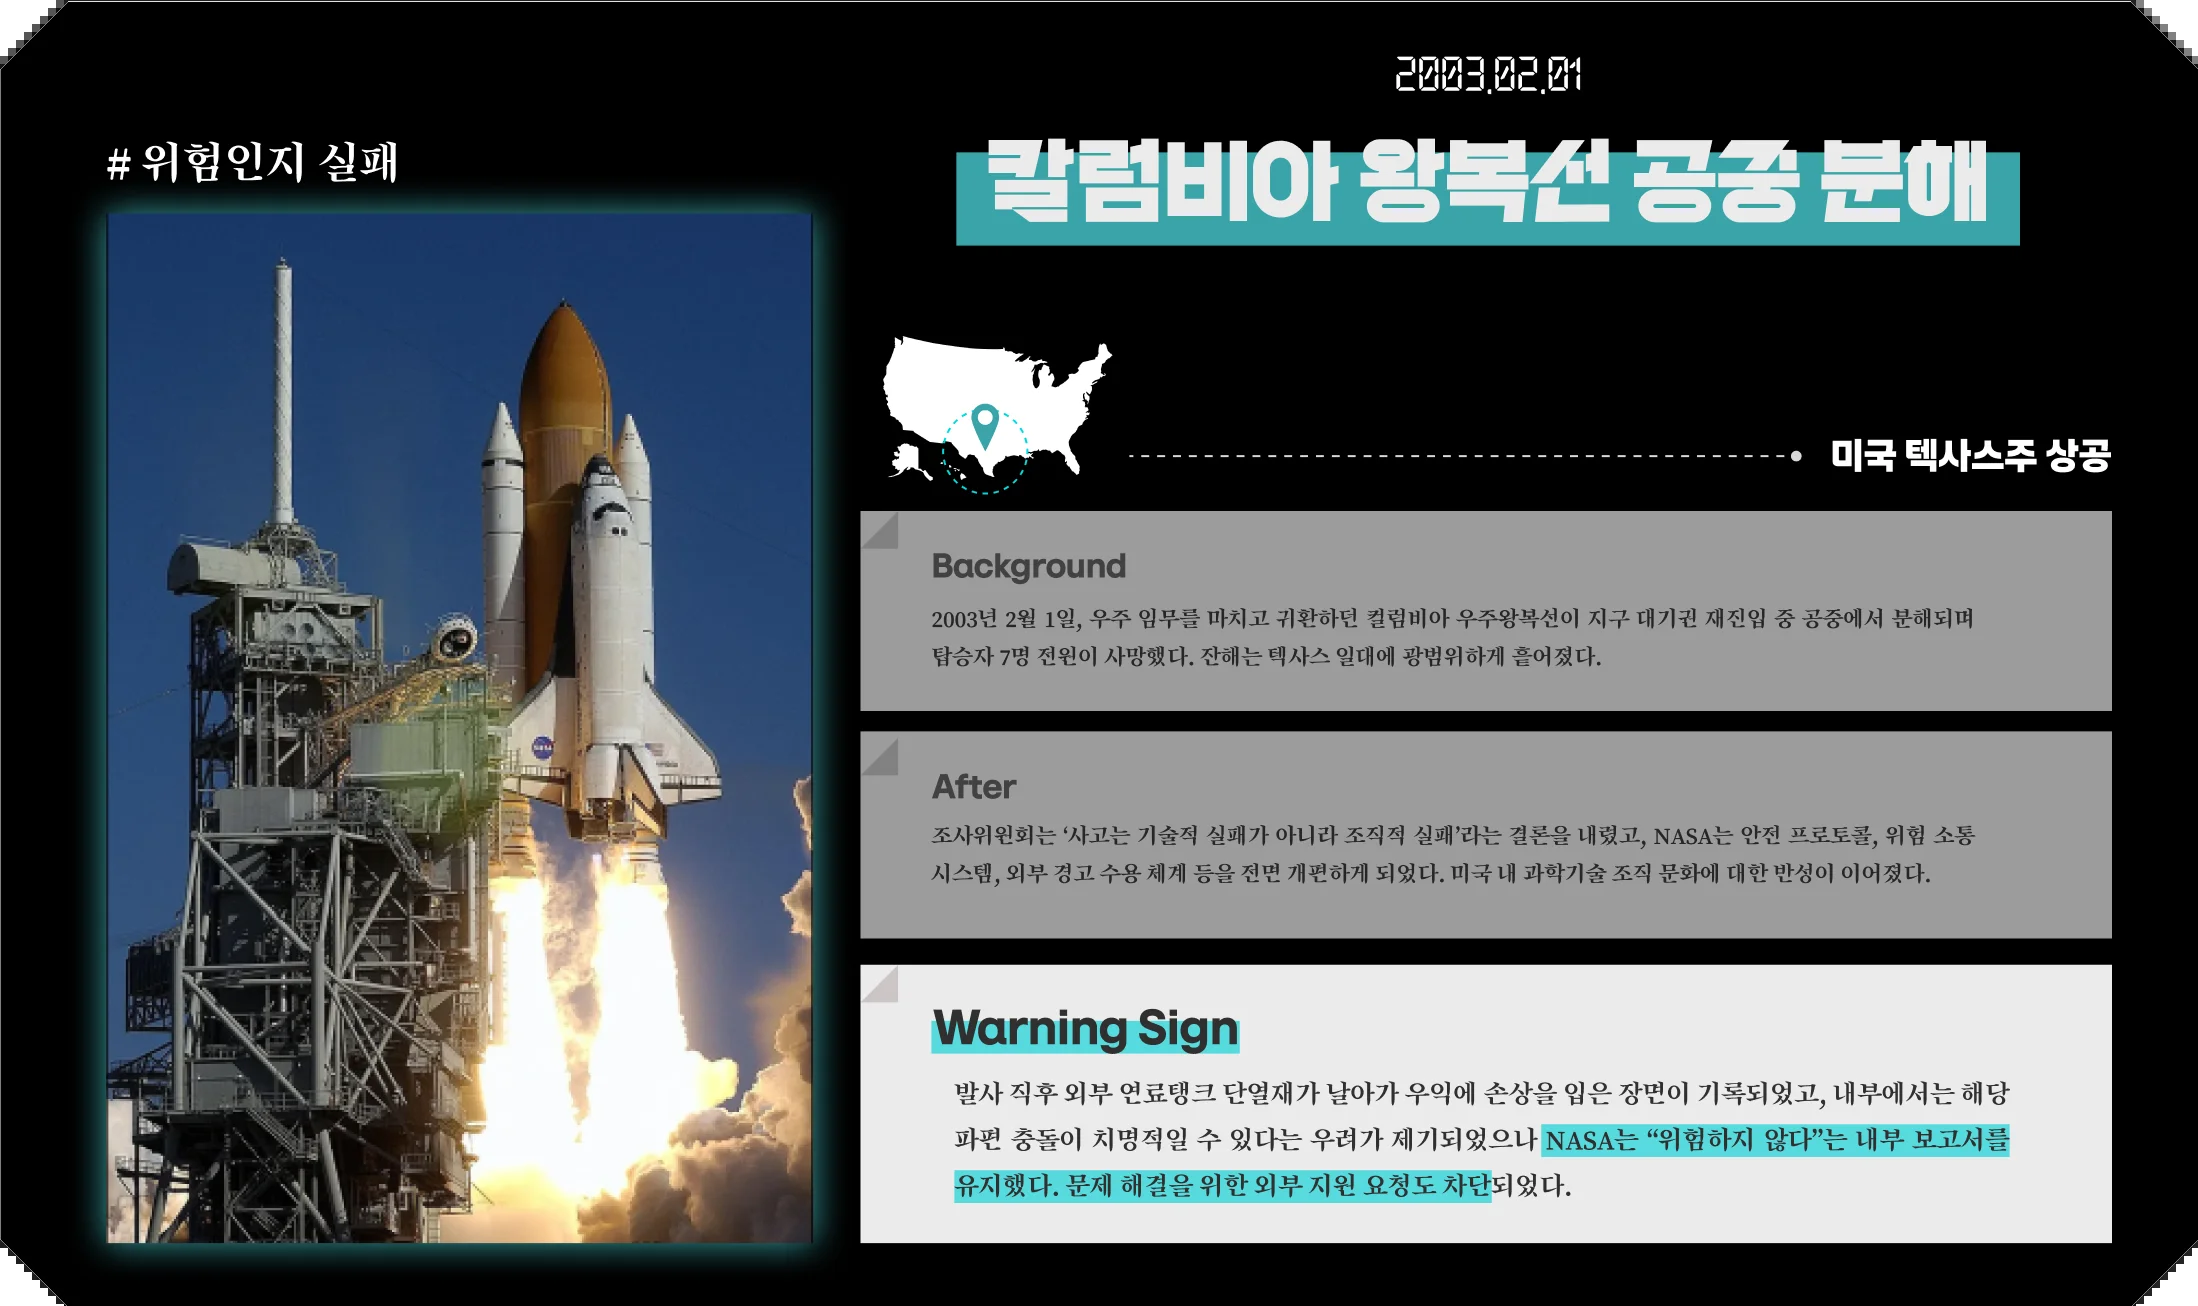 2003.02.01
# 위험인지 실패
칼럼비아 왕복선 공중 분해
미국 텍사스주 상공
Background
2003년 2월 1일, 우주 임무를 마치고 귀환하던 컬럼비아 우주왕복선이 지구 대기권 재진입 중 공중에서 분해되며
탑승자 7명 전원이 사망했다. 잔해는 텍사스 일대에 광범위하게 흩어졌다.
After
조사위원회는 ‘사고는 기술적 실패가 아니라 조직적 실패’라는 결론을 내렸고, NASA는 안전 프로토콜, 위험 소통
시스템, 외부 경고 수용 체계 등을 전면 개편하게 되었다. 미국 내 과학기술 조직 문화에 대한 반성이 이어졌다.
Warning Sign
발사 직후 외부 연료탱크 단열재가 날아가 우익에 손상을 입은 장면이 기록되었고, 내부에서는 해당
파편 충돌이 치명적일 수 있다는 우려가 제기되었으나 NASA는 “위험하지 않다”는 내부 보고서를
유지했다. 문제 해결을 위한 외부 지원 요청도 차단되었다.
NASA